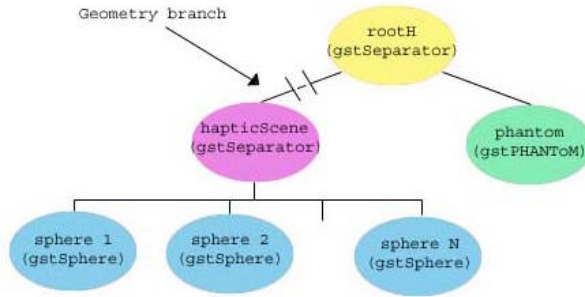 Geometry branch
rootH
(gstSeparator)
hapticScene
(gstSeparator)
phantom
(gstPHANToM)
sphere 1
(gstSphere)
sphere 2
(gstSphere)
sphere N
(gstSphere)